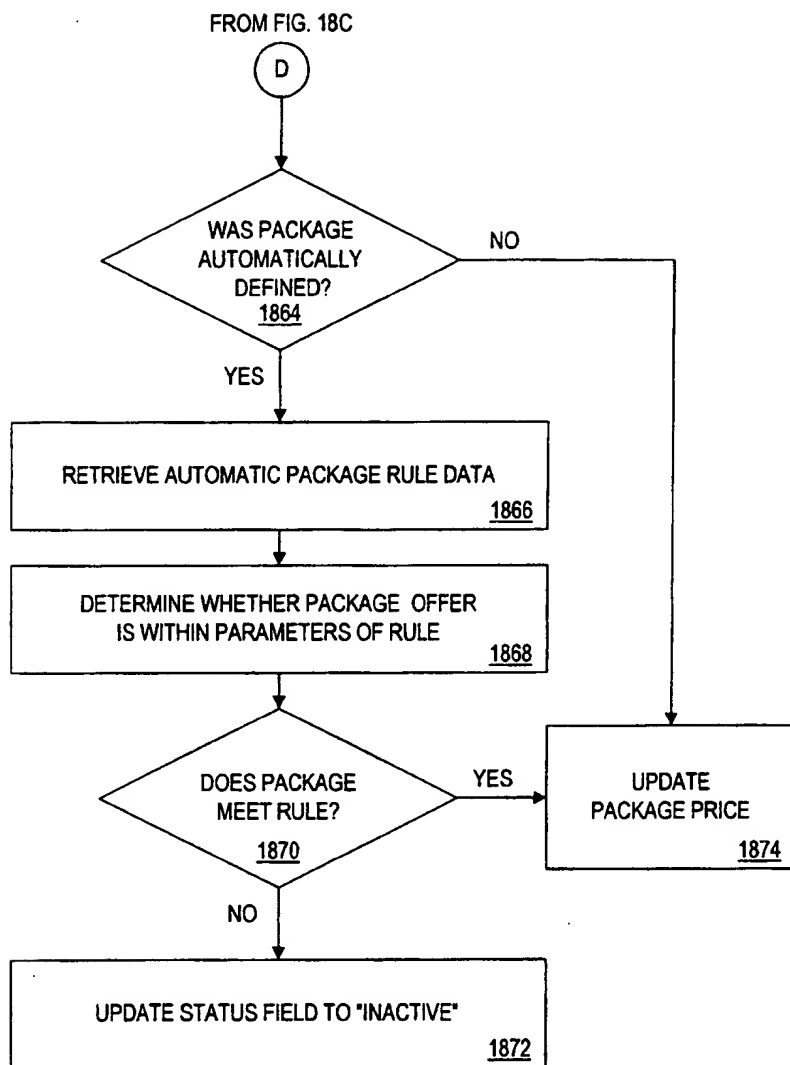 FROM FIG. 18C
D
WAS PACKAGE
AUTOMATICALLY
DEFINED?
1864
NO
YES
RETRIEVE AUTOMATIC PACKAGE RULE DATA
1866
DETERMINE WHETHER PACKAGE OFFER
IS WITHIN PARAMETERS OF RULE
1868
DOES PACKAGE
MEET RULE?
1870
YES
UPDATE
PACKAGE PRICE
1874
NO
UPDATE STATUS FIELD TO "INACTIVE"
1872